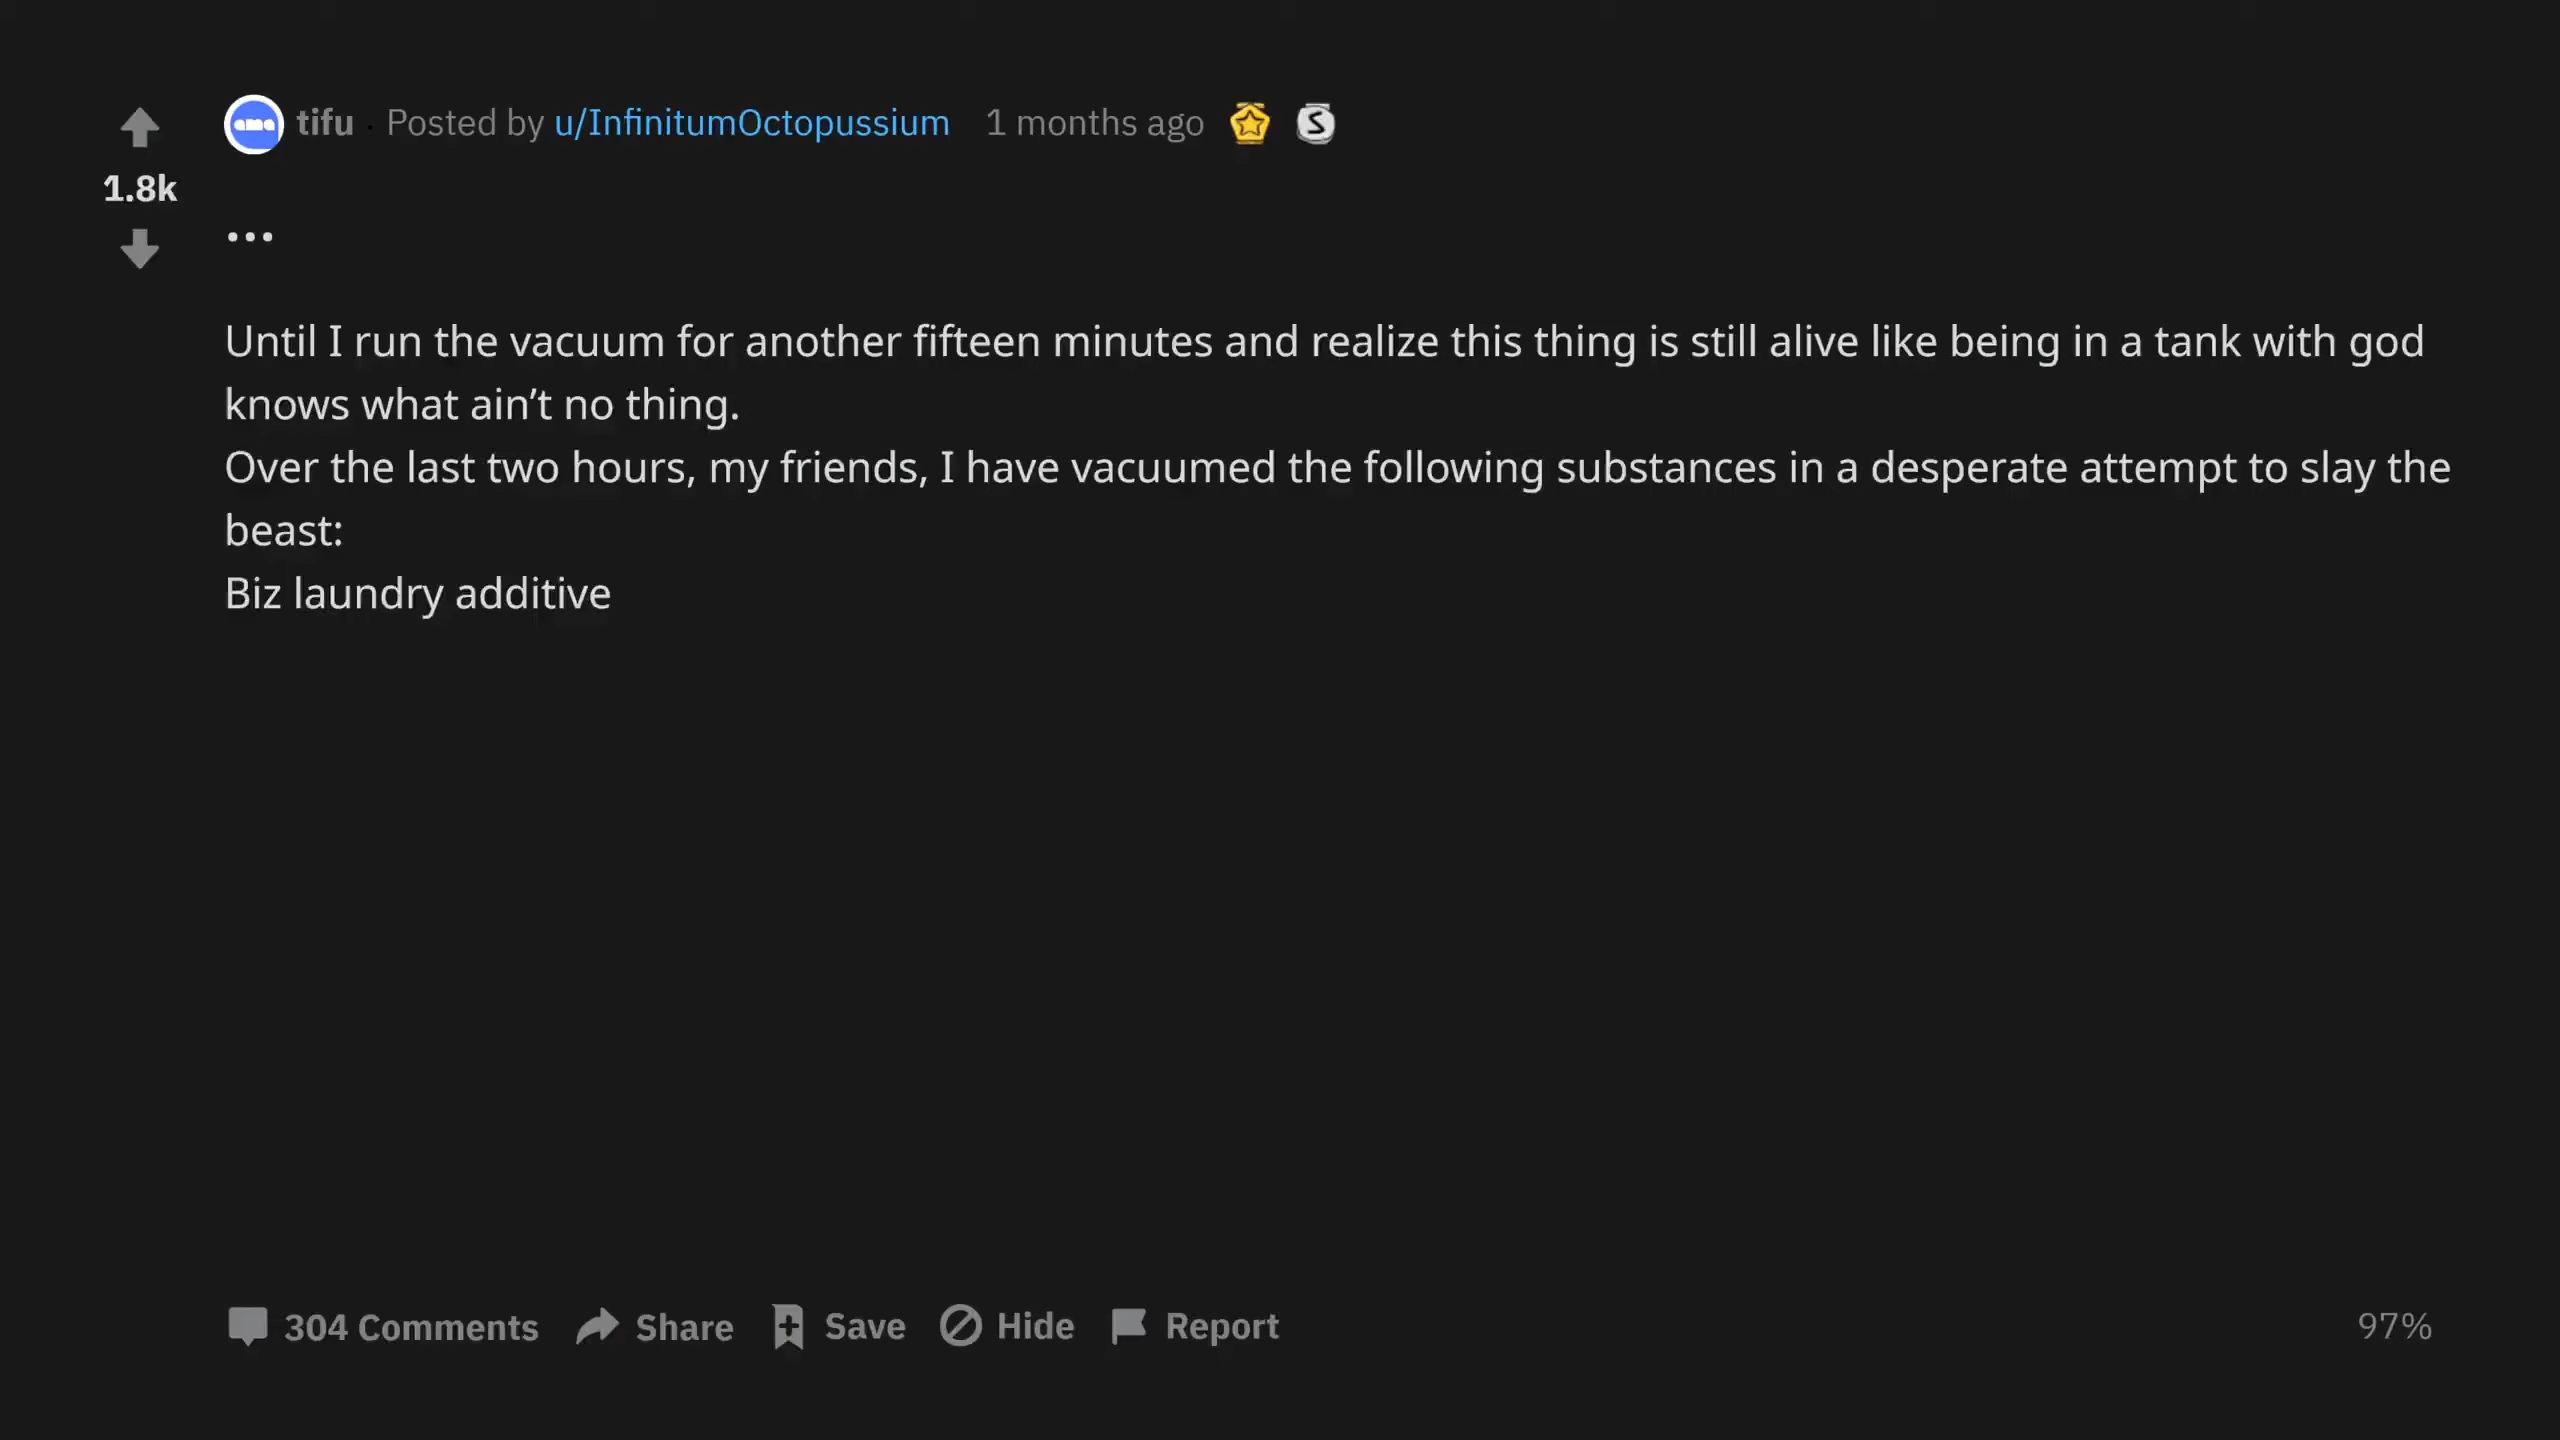 ama tifu · Posted by u/InfinitumOctopussium 1 months ago S
1.8k
...
Until I run the vacuum for another fifteen minutes and realize this thing is still alive like being in a tank with god
knows what ain’t no thing.
Over the last two hours, my friends, I have vacuumed the following substances in a desperate attempt to slay the
beast:
Biz laundry additive
304 Comments Share Save Hide Report 97%